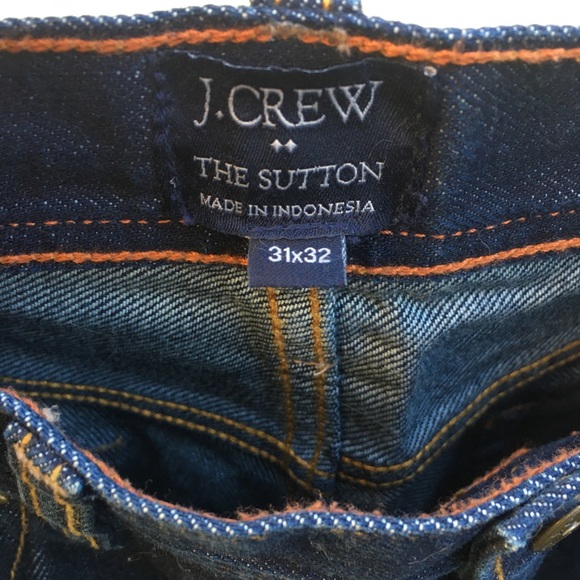 J.CREW
THE SUTTON
MADE IN INDONESIA
31x32